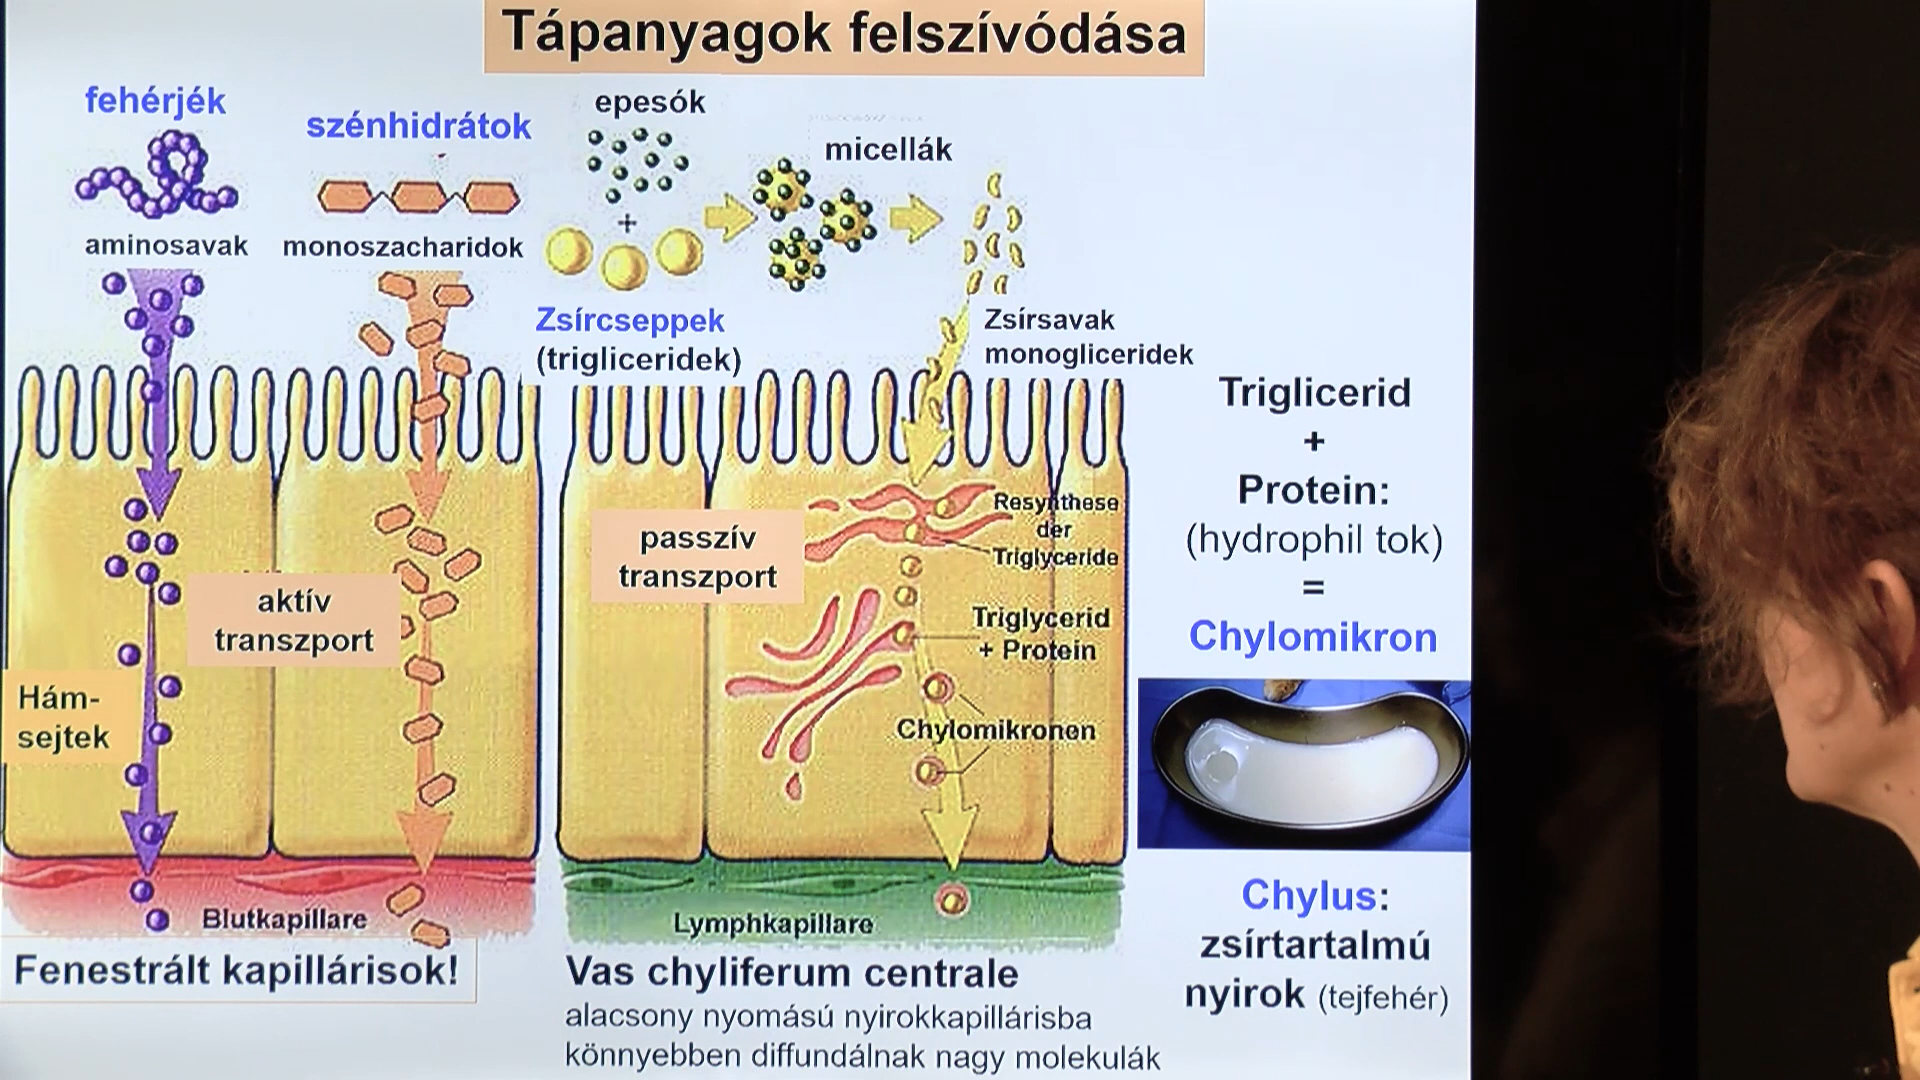 Tápanyagok felszívódása
fehérjék
szénhidrátok
aminosavak
monoszacharidok
epesók
+
micellák
Zsírcseppek
(trigliceridek)
Zsírsavak
monogliceridek
Hám-
sejtek
aktív
transzport
passzív
transzport
Resynthese
der
Triglyceride
Triglycerid
+ Protein
Chylomikronen
Blutkapillare
Lymphkapillare
Fenestrált kapillárisok!
Vas chyliferum centrale
alacsony nyomású nyirokkapillárisba
könnyebben diffundálnak nagy molekulák
Triglicerid
+
Protein:
(hydrophil tok)
=
Chylomikron
Chylus:
zsírtartalmú
nyirok (tejfehér)